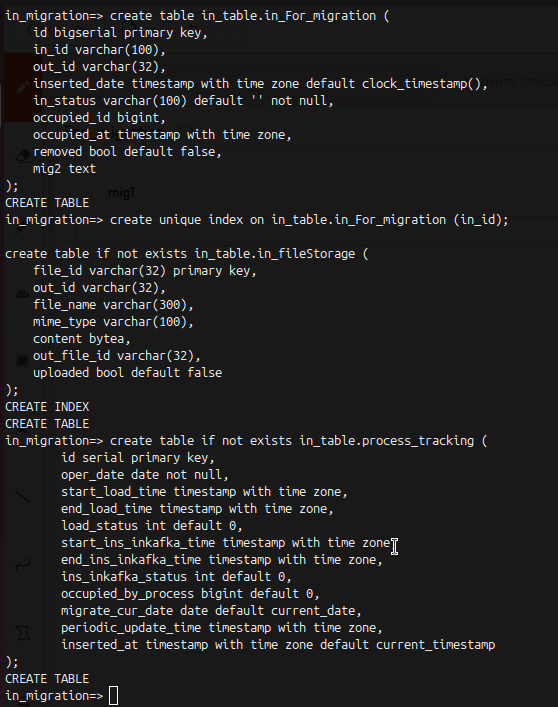 in_migration=> create table in_table.in_For_migration (
    id bigserial primary key,
    in_id varchar(100),
    out_id varchar(32),
    inserted_date timestamp with time zone default clock_timestamp(),
    in_status varchar(100) default '' not null,
    occupied_id bigint,
    occupied_at timestamp with time zone,
    removed bool default false,
    mig2 text
);
mig1
CREATE TABLE
in_migration=> create unique index on in_table.in_For_migration (in_id);
create table if not exists in_table.in_fileStorage (
    file_id varchar(32) primary key,
    out_id varchar(32),
    file_name varchar(300),
    mime_type varchar(100),
    content bytea,
    out_file_id varchar(32),
    uploaded bool default false
);
CREATE INDEX
CREATE TABLE
in_migration=> create table if not exists in_table.process_tracking (
        id serial primary key,
        oper_date date not null,
        start_load_time timestamp with time zone,
        end_load_time timestamp with time zone,
        load_status int default 0,
        start_ins_inkafka_time timestamp with time zone,
        end_ins_inkafka_time timestamp with time zone,
        ins_inkafka_status int default 0,
        occupied_by_process bigint default 0,
        migrate_cur_date date default current_date,
        periodic_update_time timestamp with time zone,
        inserted_at timestamp with time zone default current_timestamp
);
CREATE TABLE
in_migration=>